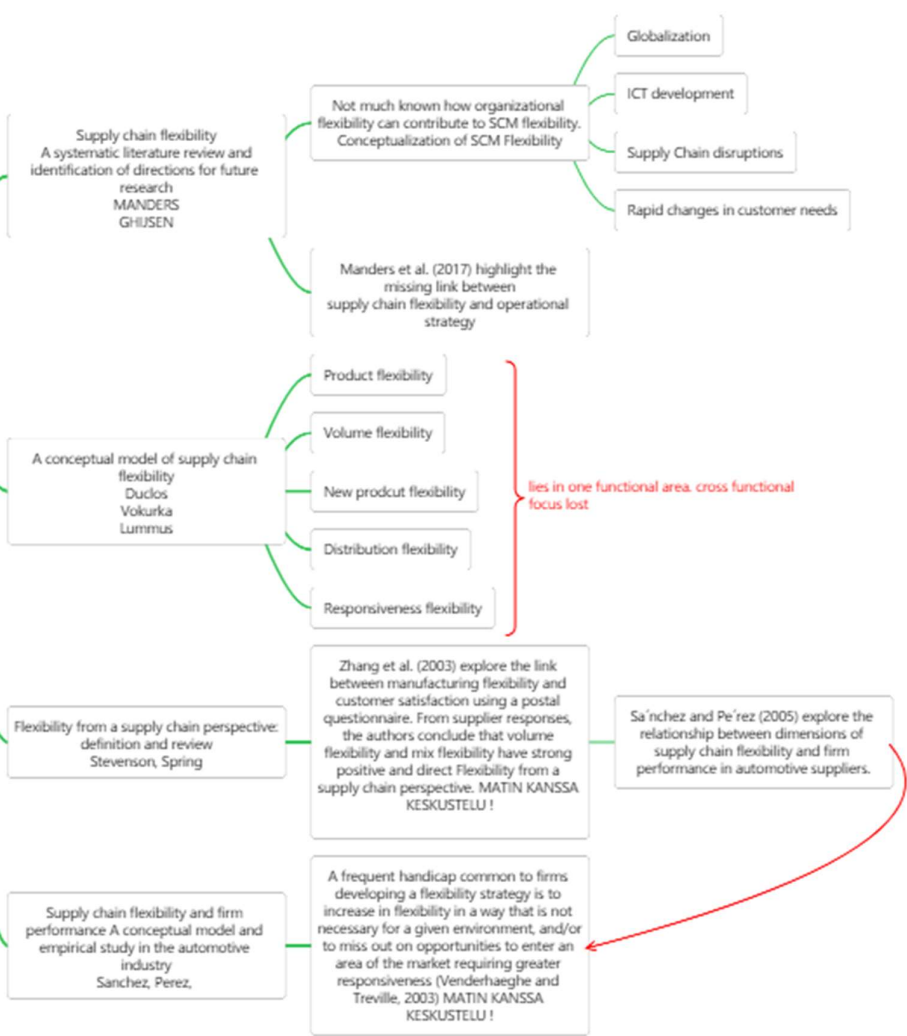 Supply chain flexibility
A systematic literature review and
identification of directions for future
research
MANDERS
GHIJSEN
Not much known how organizational
flexibility can contribute to SCM flexibility.
Conceptualization of SCM Flexibility
Globalization
ICT development
Supply Chain disruptions
Rapid changes in customer needs
Manders et al. (2017) highlight the
missing link between
supply chain flexibility and operational
strategy
A conceptual model of supply chain
flexibility
Duclos
Vokurka
Lummus
Product flexibility
Volume flexibility
New prodcut flexibility
Distribution flexibility
Responsiveness flexibility
lies in one functional area. cross functional
focus lost
Flexibility from a supply chain perspective:
definition and review
Stevenson, Spring
Zhang et al. (2003) explore the link
between manufacturing flexibility and
customer satisfaction using a postal
questionnaire. From supplier responses,
the authors conclude that volume
flexibility and mix flexibility have strong
positive and direct Flexibility from a
supply chain perspective. MATIN KANSSA
KESKUSTELU !
Sa´nchez and Pe´rez (2005) explore the
relationship between dimensions of
supply chain flexibility and firm
performance in automotive suppliers.
Supply chain flexibility and firm
performance A conceptual model and
empirical study in the automotive
industry
Sanchez, Perez,
A frequent handicap common to firms
developing a flexibility strategy is to
increase in flexibility in a way that is not
necessary for a given environment, and/or
to miss out on opportunities to enter an
area of the market requiring greater
responsiveness (Venderhaeghe and
Treville, 2003) MATIN KANSSA
KESKUSTELU !